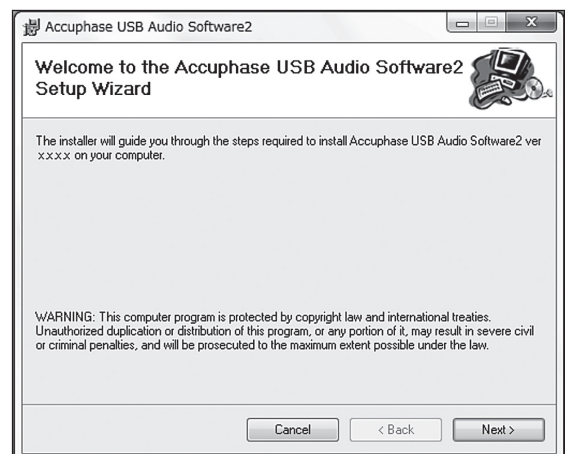 Accuphase USB Audio Software2
Welcome to the Accuphase USB Audio Software2
Setup Wizard
The installer will guide you through the steps required to install Accuphase USB Audio Software2 ver
xxxx on your computer.
WARNING: This computer program is protected by copyright law and international treaties.
Unauthorized duplication or distribution of this program, or any portion of it, may result in severe civil
or criminal penalties, and will be prosecuted to the maximum extent possible under the law.
Cancel < Back Next >